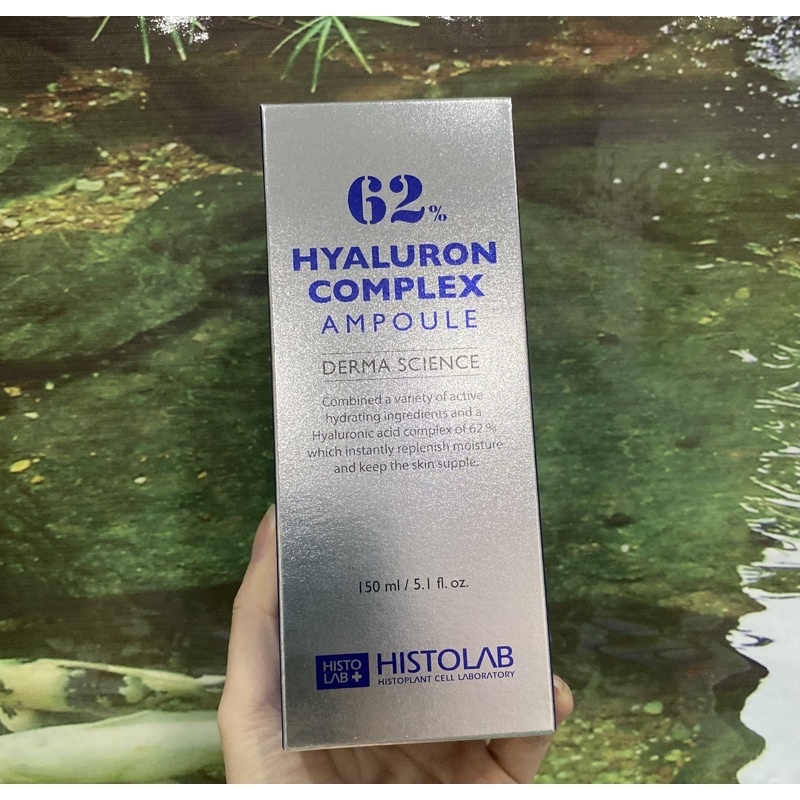 62%
HYALURON
COMPLEX
AMPOULE
DERMA SCIENCE
Combined a variety of active
hydrating ingredients and a
Hyaluronic acid complex of 62 %
which instantly replenish moisture
and keep the skin supple.
150 ml / 5.1 fl. oz.
HISTO
LAB+
HISTOLAB
HISTOPLANT CELL LABORATORY